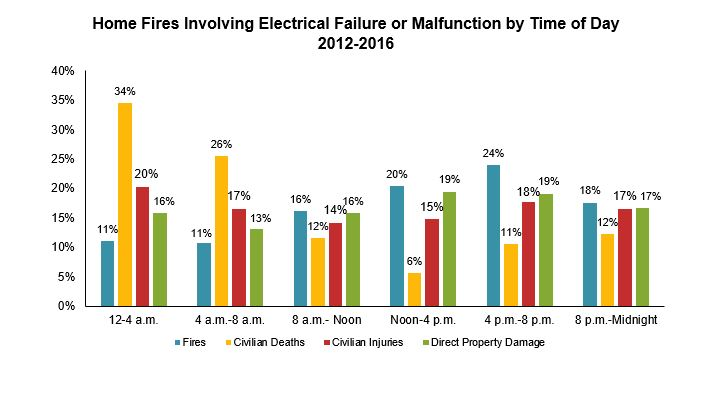 Home Fires Involving Electrical Failure or Malfunction by Time of Day
2012-2016
40%
35%
30%
25%
20%
15%
10%
5%
0%
11% 34% 20% 16%
11% 26% 17% 13%
16% 12% 14% 16%
20% 6% 15% 19%
24% 11% 18% 19%
18% 12% 17% 17%
12-4 a.m. 4 a.m.-8 a.m. 8 a.m.- Noon Noon-4 p.m. 4 p.m.-8 p.m. 8 p.m.-Midnight
Fires Civilian Deaths Civilian Injuries Direct Property Damage